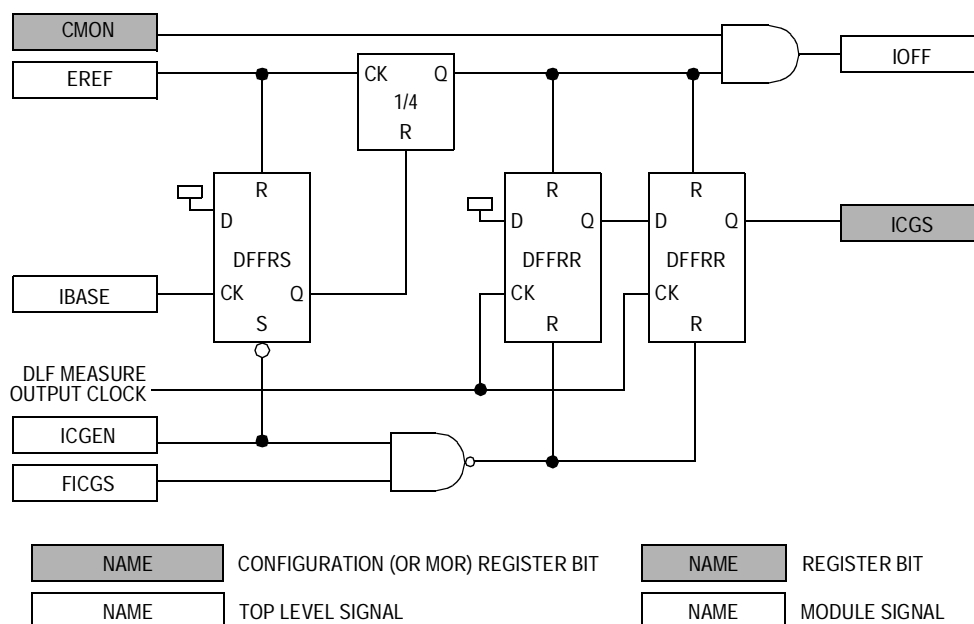 CMON
IOFF
EREF
CK Q
1/4
R
R
D
DFFRS
CK Q
S
R
D Q
DFFRR
CK
R
R
D Q
DFFRR
CK
R
ICGS
IBASE
DLF MEASURE
OUTPUT CLOCK
ICGEN
FICGS
NAME CONFIGURATION (OR MOR) REGISTER BIT
NAME REGISTER BIT
NAME TOP LEVEL SIGNAL
NAME MODULE SIGNAL